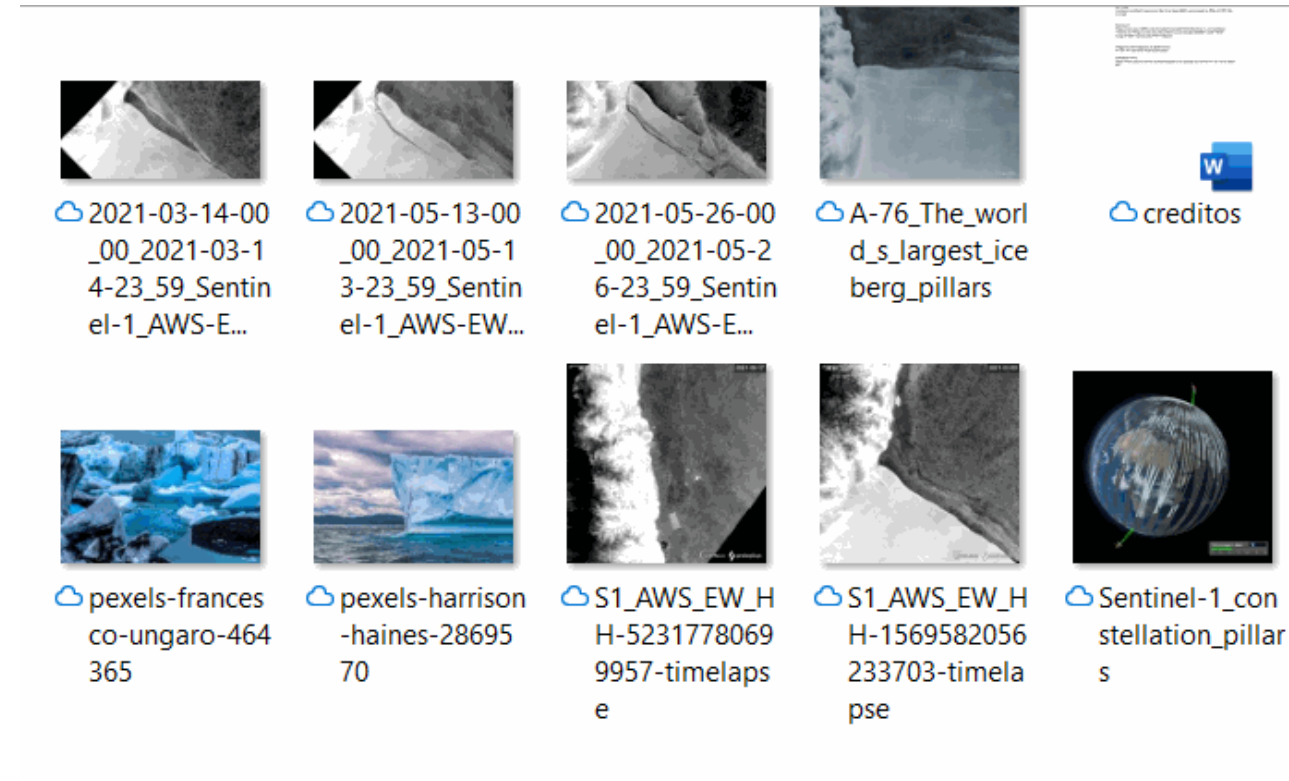 2021-03-14-00
_00_2021-03-1
4-23_59_Sentin
el-1_AWS-E...
2021-05-13-00
_00_2021-05-1
3-23_59_Sentin
el-1_AWS-EW...
2021-05-26-00
_00_2021-05-2
6-23_59_Sentin
el-1_AWS-E...
A-76_The_worl
d_s_largest_ice
berg_pillars
W
creditos
pexels-frances
co-ungaro-464
365
pexels-harrison
-haines-28695
70
S1_AWS_EW_H
H-5231778069
9957-timelaps
e
S1_AWS_EW_H
H-1569582056
233703-timela
pse
Sentinel-1_con
stellation_pillar
s